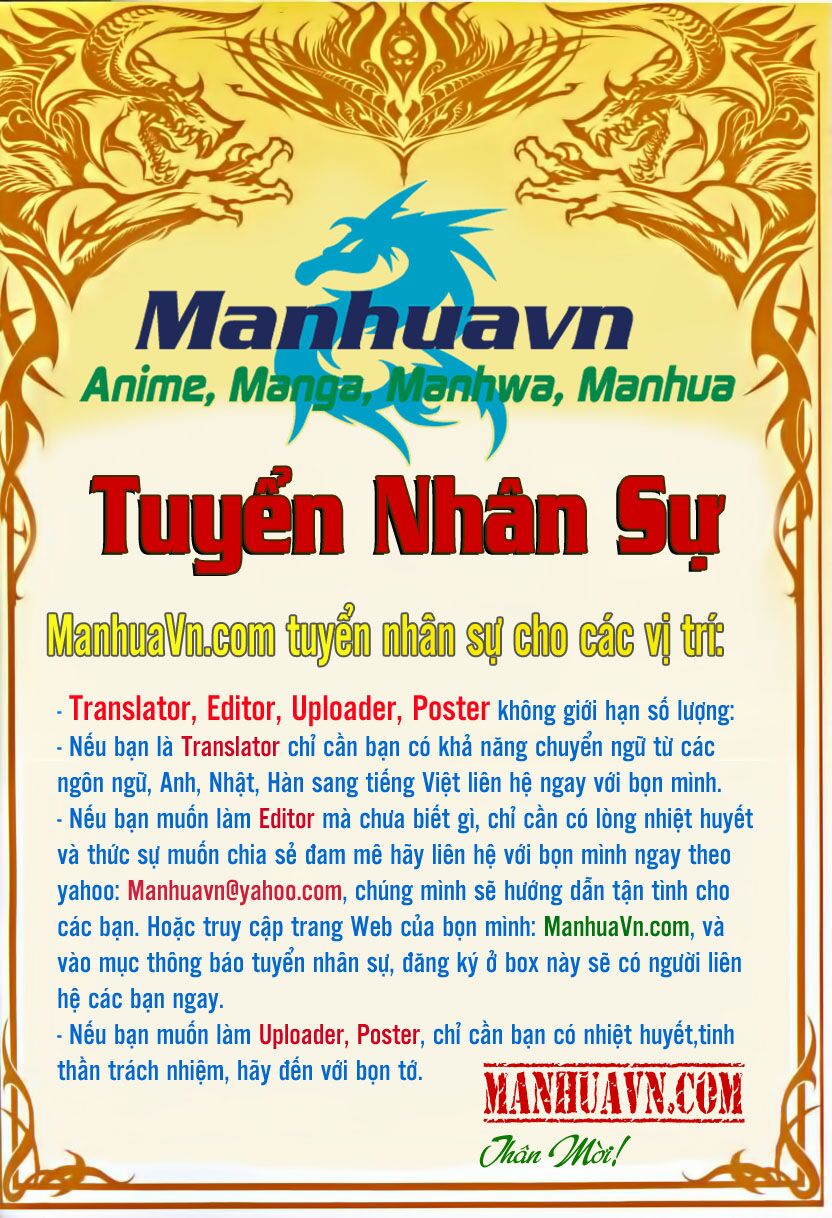 Manhuavn
Anime, Manga, Manhwa, Manhua
Tuyển Nhân Sự
ManhuaVn.com tuyển nhân sự cho các vị trí:
- Translator, Editor, Uploader, Poster không giới hạn số lượng:
- Nếu bạn là Translator chỉ cần bạn có khả năng chuyển ngữ từ các
ngôn ngữ, Anh, Nhật, Hàn sang tiếng Việt liên hệ ngay với bọn mình.
- Nếu bạn muốn làm Editor mà chưa biết gì, chỉ cần có lòng nhiệt huyết
và thức sự muốn chia sẻ đam mê hãy liên hệ với bọn mình ngay theo
yahoo: Manhuavn@yahoo.com, chúng mình sẽ hướng dẫn tận tình cho
các bạn. Hoặc truy cập trang Web của bọn mình: ManhuaVn.com, và
vào mục thông báo tuyển nhân sự, đăng ký ở box này sẽ có người liên
hệ các bạn ngay.
- Nếu bạn muốn làm Uploader, Poster, chỉ cần bạn có nhiệt huyết,tinh
thần trách nhiệm, hãy đến với bọn tớ.
MANHUAVN.COM
Thân Mời!